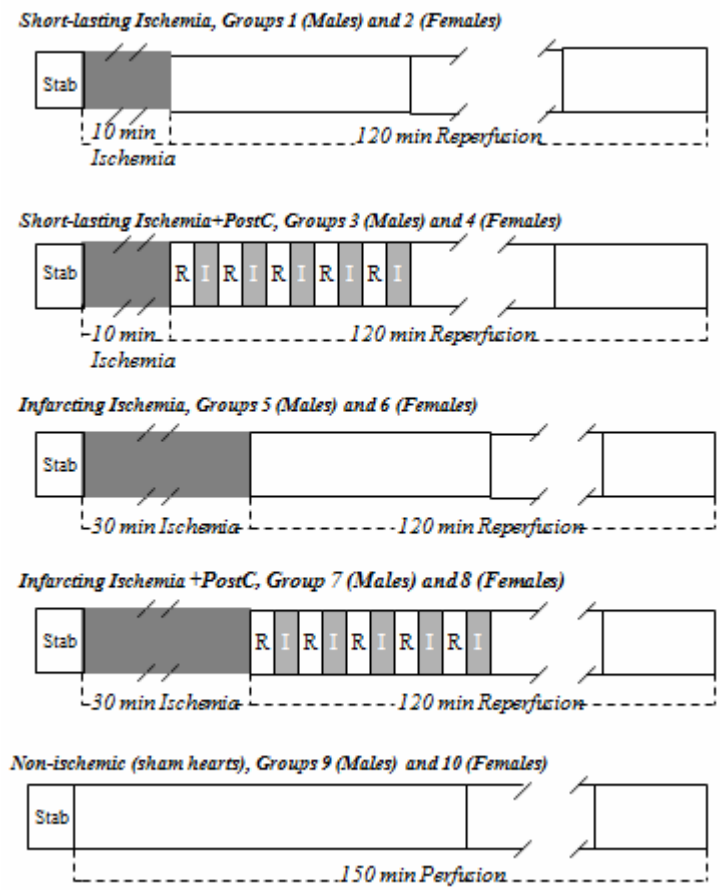 Short-lasting Ischemia, Groups 1 (Males) and 2 (Females)
Stab
10 min
Ischemia
120 min Reperfusion
Short-lasting Ischemia+PostC, Groups 3 (Males) and 4 (Females)
Stab R I R I R I R I R I
10 min
Ischemia
120 min Reperfusion
Infarcting Ischemia, Groups 5 (Males) and 6 (Females)
Stab
30 min Ischemia 120 min Reperfusion
Infarcting Ischemia +PostC, Group 7 (Males) and 8 (Females)
Stab R I R I R I R I R I
30 min Ischemia 120 min Reperfusion
Non-ischemic (sham hearts), Groups 9 (Males) and 10 (Females)
Stab
150 min Perfusion